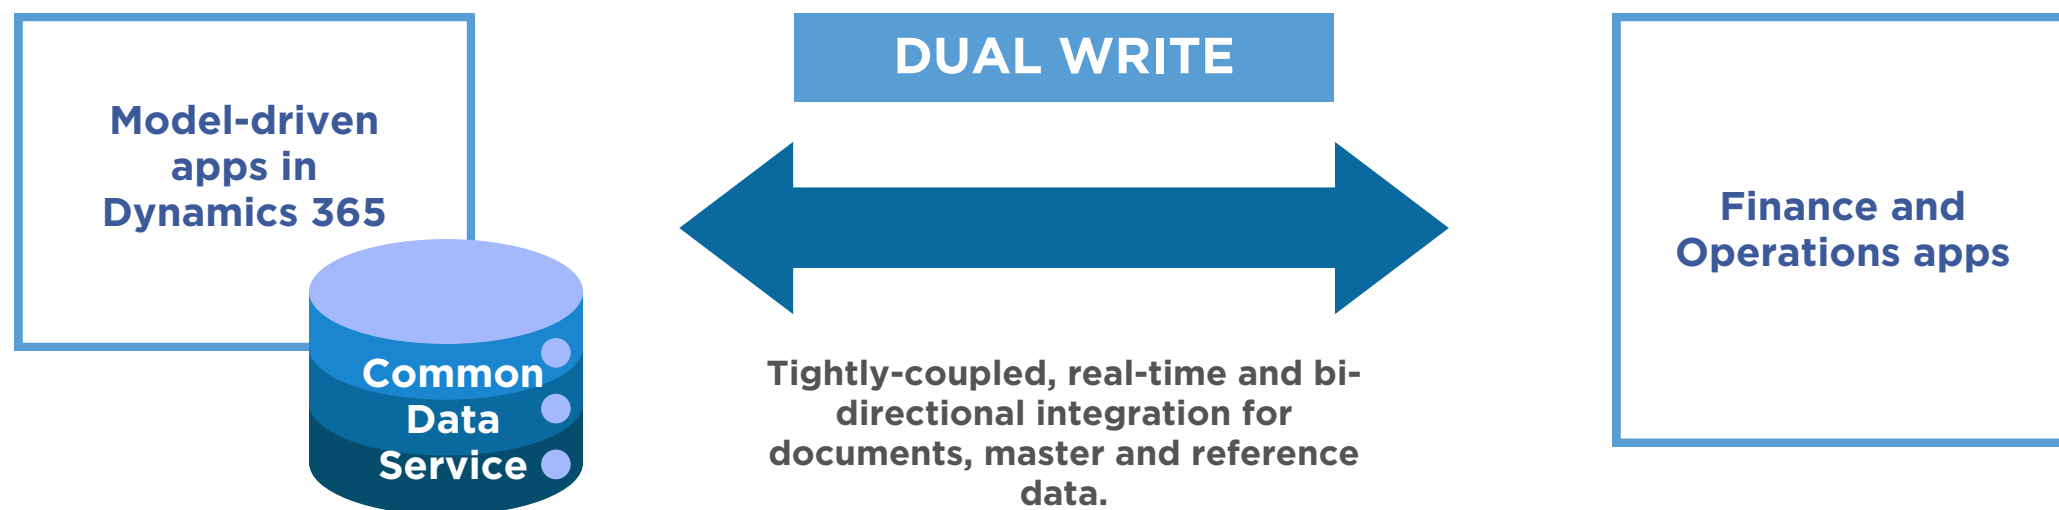 Model-driven
apps in
Dynamics 365
Common
Data
Service
DUAL WRITE
Tightly-coupled, real-time and bi-
directional integration for
documents, master and reference
data.
Finance and
Operations apps